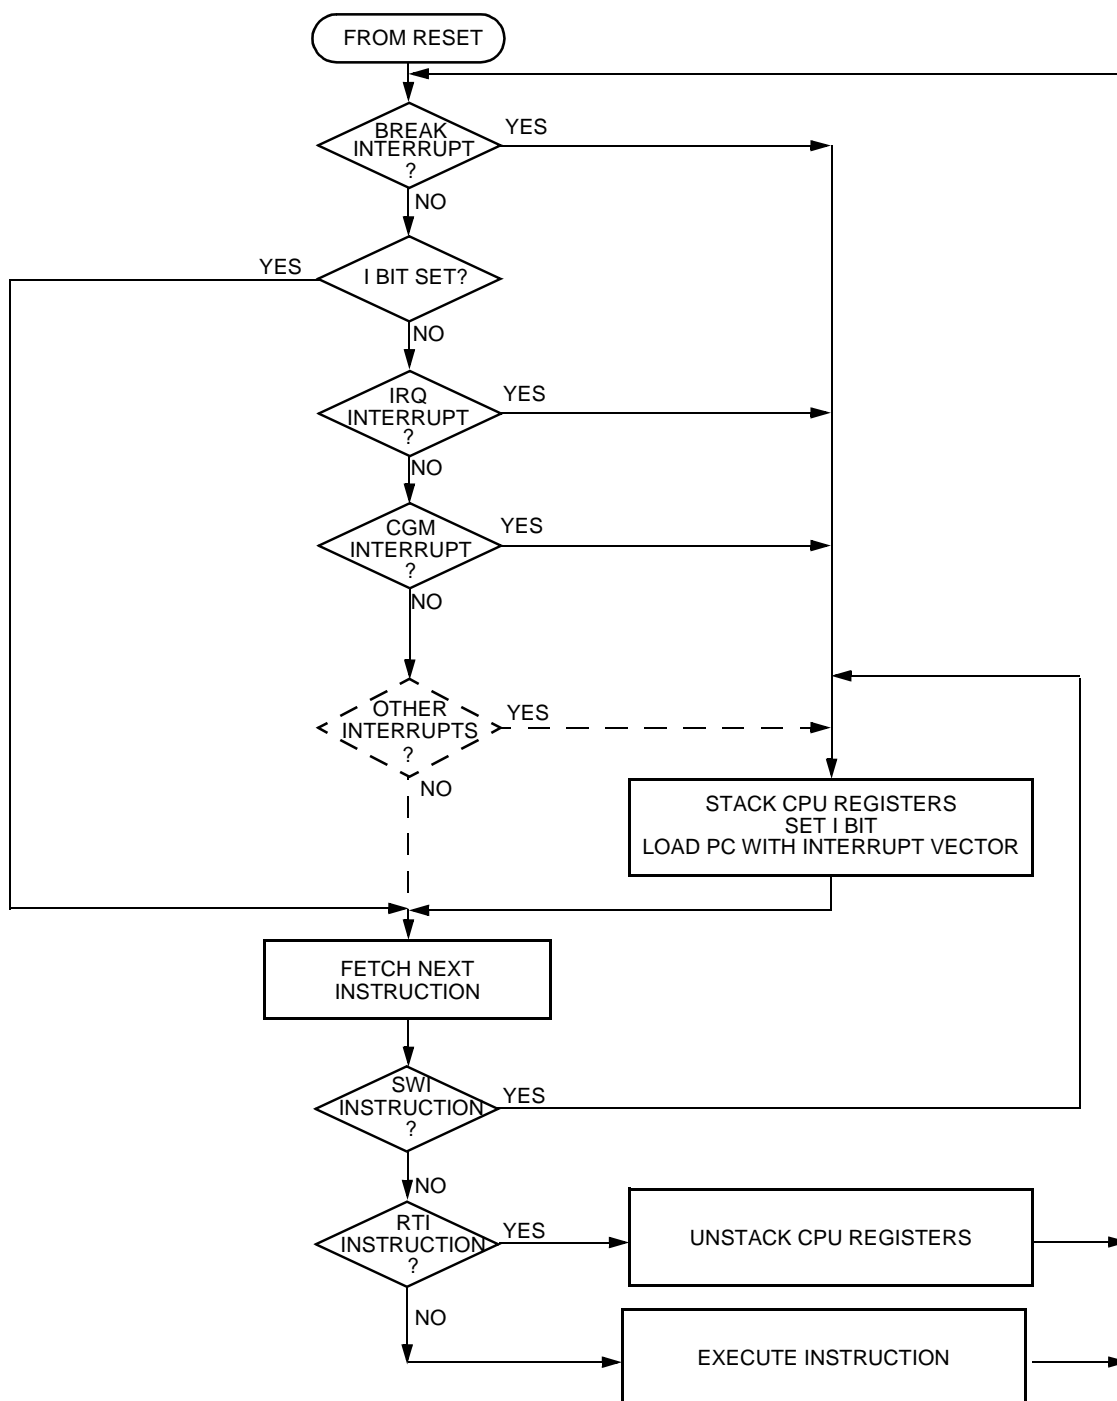 FROM RESET
BREAK
INTERRUPT
?
YES
NO
I BIT SET?
YES
NO
IRQ
INTERRUPT
?
YES
NO
CGM
INTERRUPT
?
YES
NO
OTHER
INTERRUPTS
?
YES
NO
STACK CPU REGISTERS
SET I BIT
LOAD PC WITH INTERRUPT VECTOR
FETCH NEXT
INSTRUCTION
SWI
INSTRUCTION
?
YES
NO
RTI
INSTRUCTION
?
YES
UNSTACK CPU REGISTERS
NO
EXECUTE INSTRUCTION